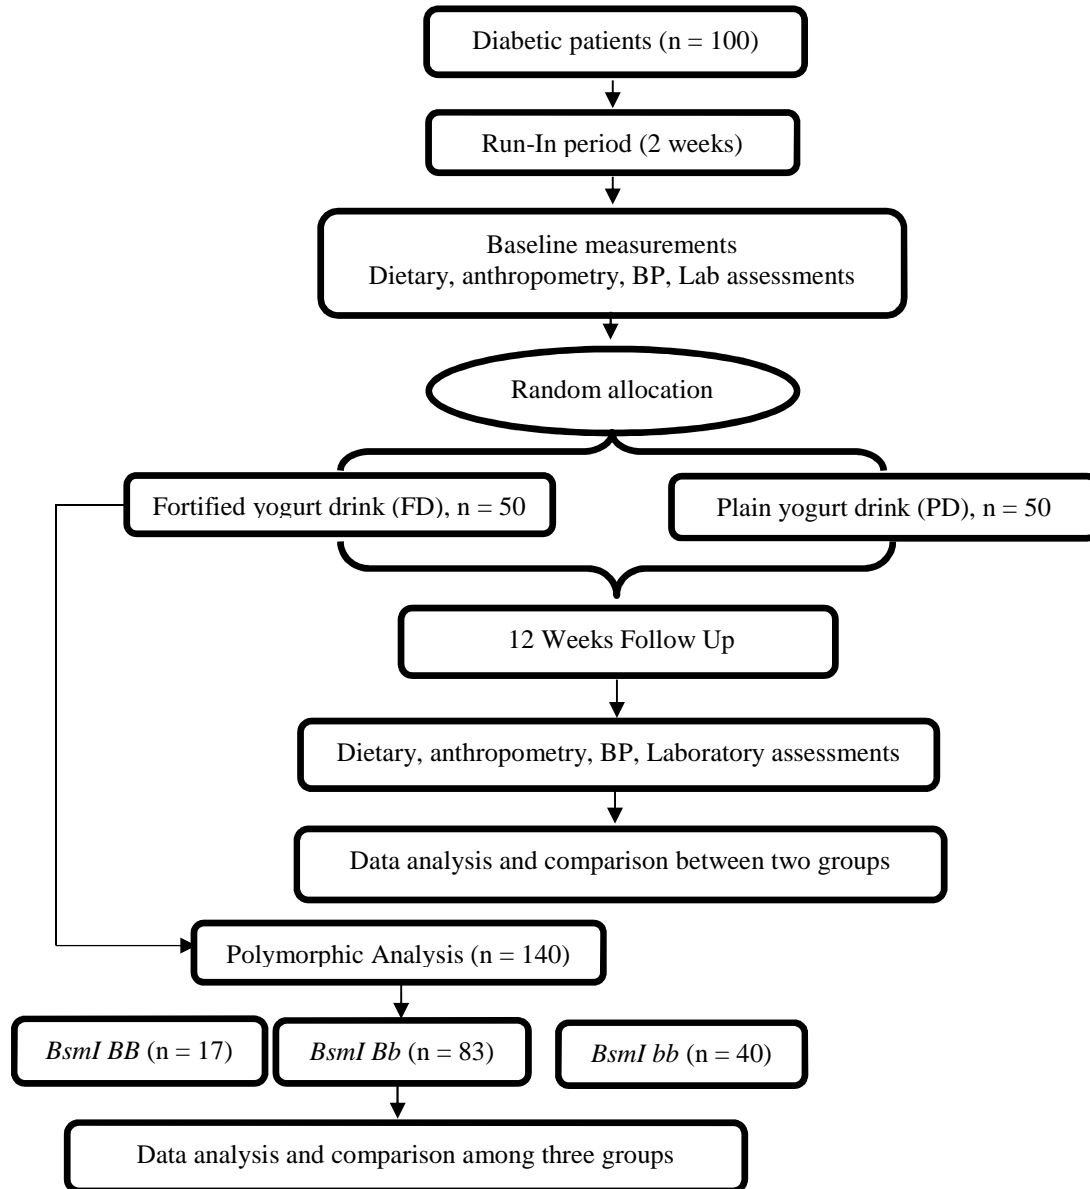 Diabetic patients (n = 100)
Run-In period (2 weeks)
Baseline measurements
Dietary, anthropometry, BP, Lab assessments
Random allocation
Fortified yogurt drink (FD), n = 50
Plain yogurt drink (PD), n = 50
12 Weeks Follow Up
Dietary, anthropometry, BP, Laboratory assessments
Data analysis and comparison between two groups
Polymorphic Analysis (n = 140)
BsmI BB (n = 17)
BsmI Bb (n = 83)
BsmI bb (n = 40)
Data analysis and comparison among three groups